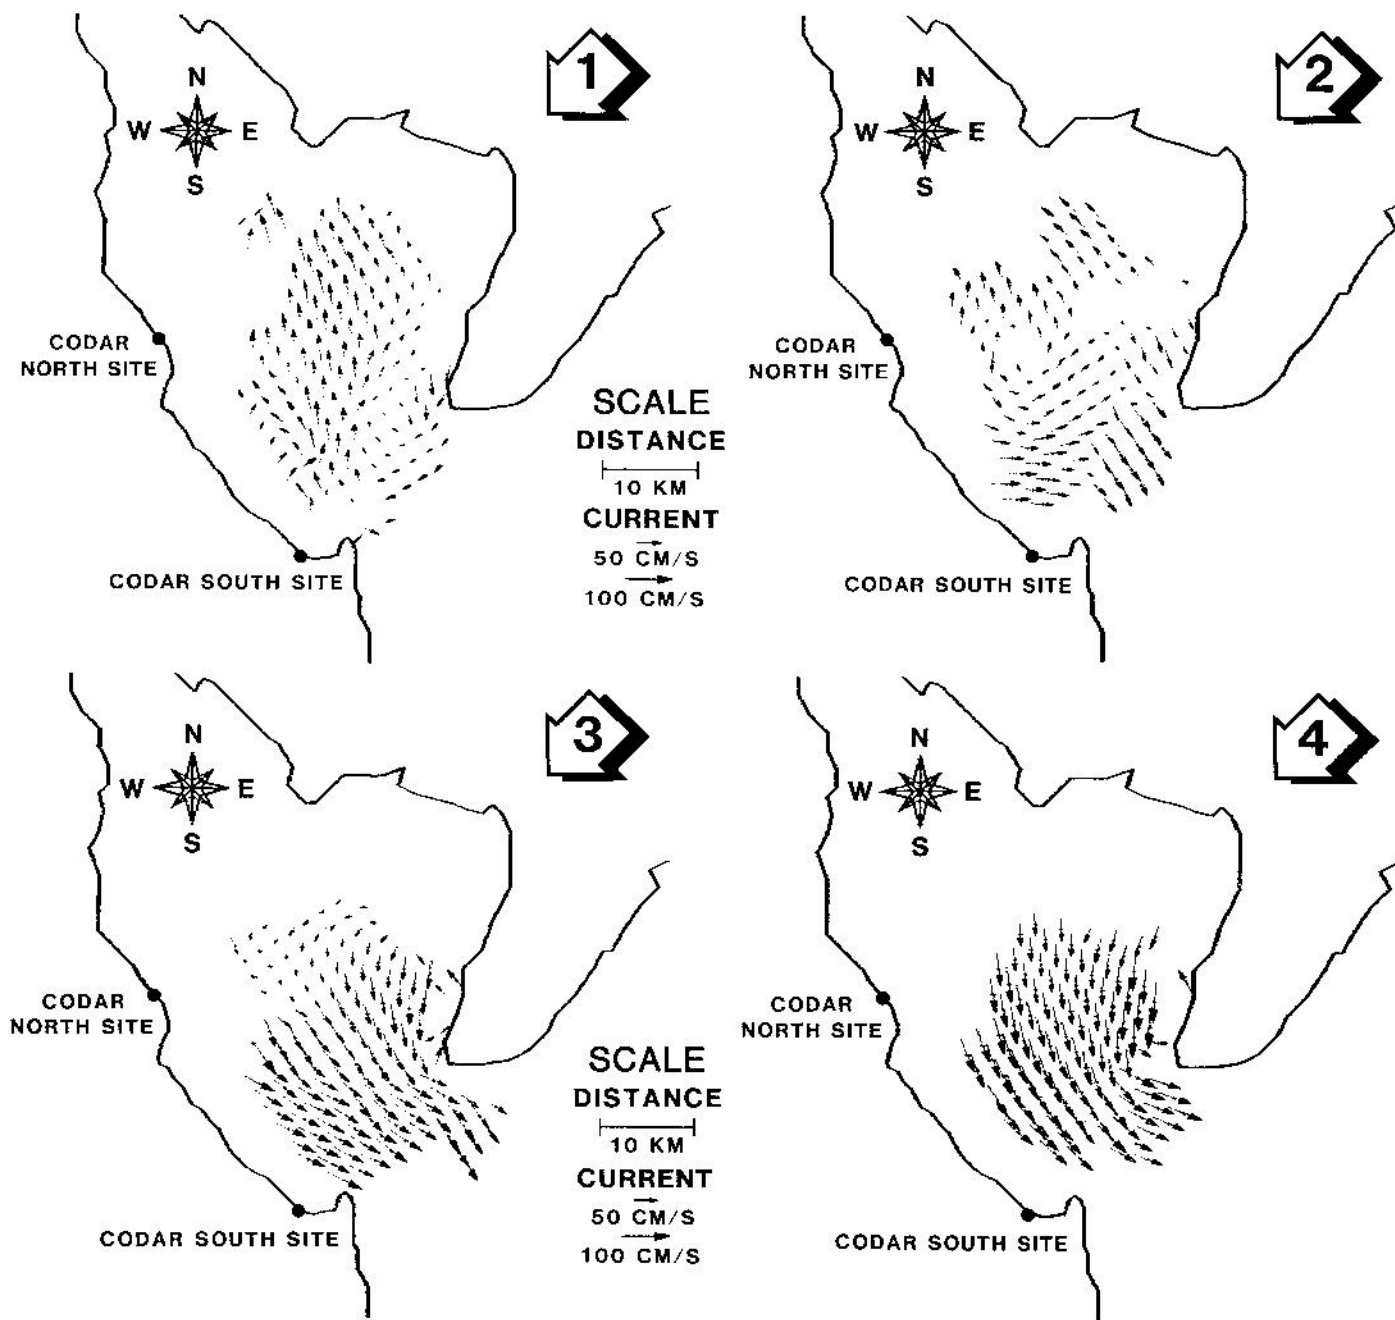 1
N
W E
S
CODAR
NORTH SITE
CODAR SOUTH SITE
SCALE
DISTANCE
10 KM
CURRENT
50 CM/S
100 CM/S
2
N
W E
S
CODAR
NORTH SITE
CODAR SOUTH SITE
3
N
W E
S
CODAR
NORTH SITE
CODAR SOUTH SITE
SCALE
DISTANCE
10 KM
CURRENT
50 CM/S
100 CM/S
4
N
W E
S
CODAR
NORTH SITE
CODAR SOUTH SITE